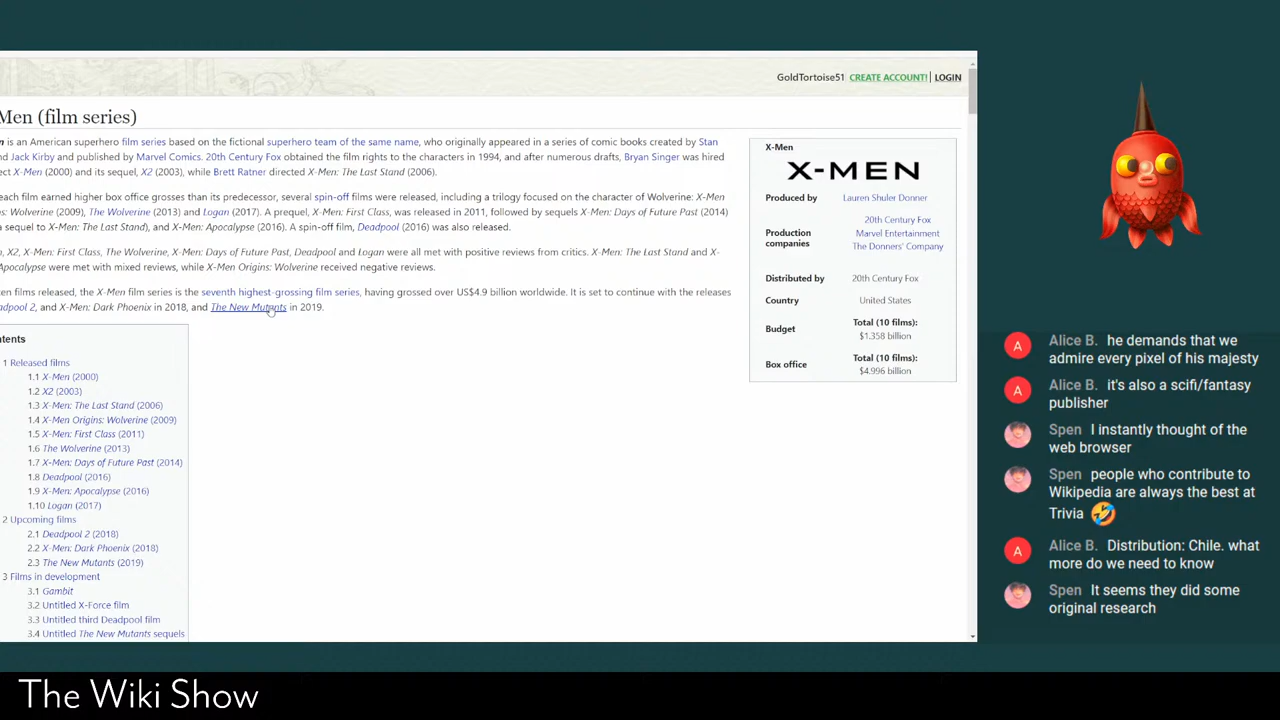 GoldTortoise51 CREATE ACCOUNT! LOGIN
Men (film series)
is an American superhero film series based on the fictional superhero team of the same name, who originally appeared in a series of comic books created by Stan
nd Jack Kirby and published by Marvel Comics. 20th Century Fox obtained the film rights to the characters in 1994, and after numerous drafts, Bryan Singer was hired
ct X-Men (2000) and its sequel, X2 (2003), while Brett Ratner directed X-Men: The Last Stand (2006).
each film earned higher box office grosses than its predecessor, several spin-off films were released, including a trilogy focused on the character of Wolverine: X-Men
s: Wolverine (2009), The Wolverine (2013) and Logan (2017). A prequel, X-Men: First Class, was released in 2011, followed by sequels X-Men: Days of Future Past (2014)
a sequel to X-Men: The Last Stand), and X-Men: Apocalypse (2016). A spin-off film, Deadpool (2016) was also released.
, X2, X-Men: First Class, The Wolverine, X-Men: Days of Future Past, Deadpool and Logan were all met with positive reviews from critics. X-Men: The Last Stand and X-
Apocalypse were met with mixed reviews, while X-Men Origins: Wolverine received negative reviews.
en films released, the X-Men film series is the seventh highest-grossing film series, having grossed over US$4.9 billion worldwide. It is set to continue with the releases
adpool 2, and X-Men: Dark Phoenix in 2018, and The New Mutants in 2019.
X-Men
X-MEN
Produced by Lauren Shuler Donner
Production companies
20th Century Fox
Marvel Entertainment
The Donners' Company
Distributed by 20th Century Fox
Country United States
Budget Total (10 films):
$1.358 billion
Box office Total (10 films):
$4.996 billion
tents
1 Released films
1.1 X-Men (2000)
1.2 X2 (2003)
1.3 X-Men: The Last Stand (2006)
1.4 X-Men Origins: Wolverine (2009)
1.5 X-Men: First Class (2011)
1.6 The Wolverine (2013)
1.7 X-Men: Days of Future Past (2014)
1.8 Deadpool (2016)
1.9 X-Men: Apocalypse (2016)
1.10 Logan (2017)
2 Upcoming films
2.1 Deadpool 2 (2018)
2.2 X-Men: Dark Phoenix (2018)
2.3 The New Mutants (2019)
3 Films in development
3.1 Gambit
3.2 Untitled X-Force film
3.3 Untitled third Deadpool film
3.4 Untitled The New Mutants sequels
A Alice B. he demands that we
admire every pixel of his majesty
A Alice B. it's also a scifi/fantasy
publisher
Spen I instantly thought of the
web browser
Spen people who contribute to
Wikipedia are always the best at
Trivia 🤣
A Alice B. Distribution: Chile. what
more do we need to know
Spen It seems they did some
original research
The Wiki Show